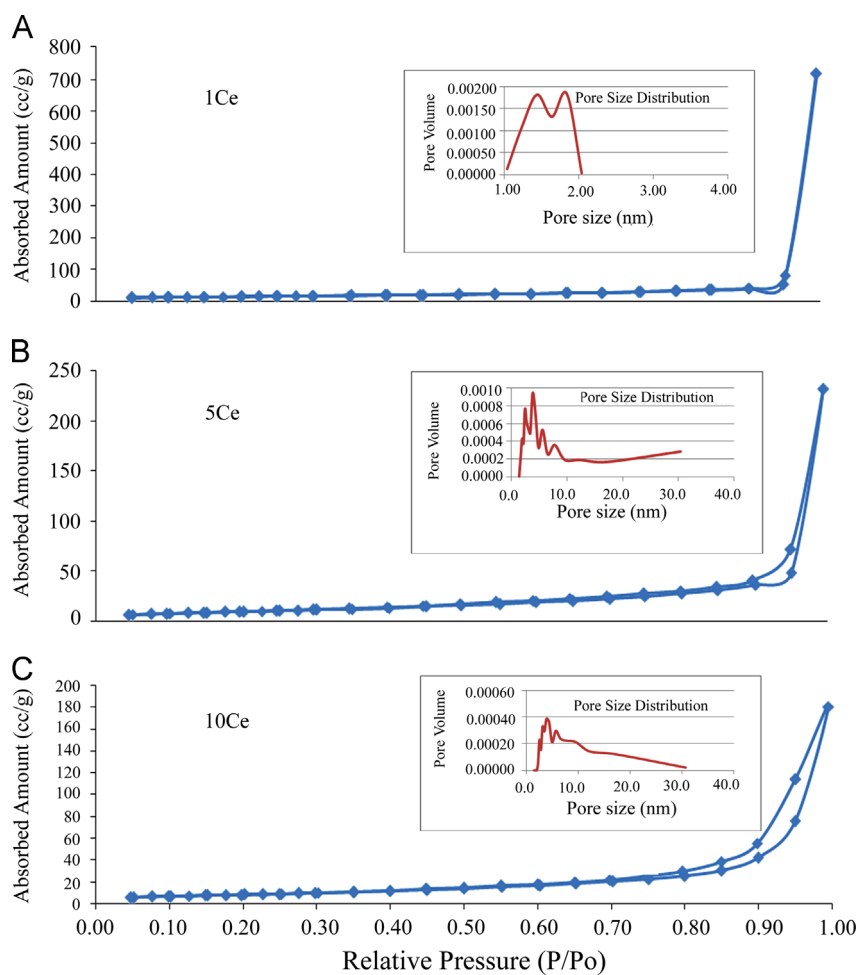 A
Absorbed Amount (cc/g)
800
700
600
500
400
300
200
100
0
1Ce
Pore Size Distribution
Pore Volume
0.00200
0.00150
0.00100
0.00050
0.00000
1.00 2.00 3.00 4.00
Pore size (nm)
B
Absorbed Amount (cc/g)
250
200
150
100
50
0
5Ce
Pore Size Distribution
Pore Volume
0.0010
0.0008
0.0006
0.0004
0.0002
0.0000
0.0 10.0 20.0 30.0 40.0
Pore size (nm)
C
Absorbed Amount (cc/g)
200
180
160
140
120
100
80
60
40
20
0
10Ce
Pore Size Distribution
Pore Volume
0.00060
0.00040
0.00020
0.00000
0.0 10.0 20.0 30.0 40.0
Pore size (nm)
0.00 0.10 0.20 0.30 0.40 0.50 0.60 0.70 0.80 0.90 1.00
Relative Pressure (P/Po)